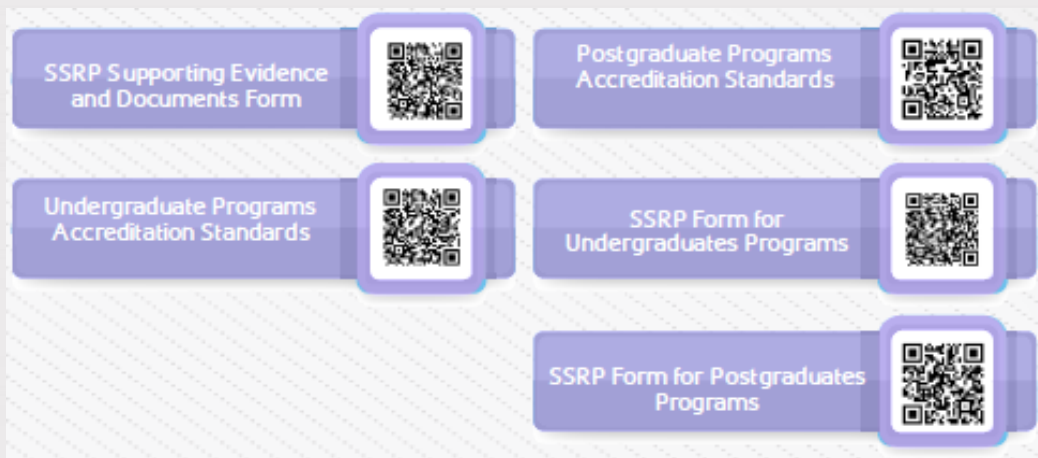 SSRP Supporting Evidence
and Documents Form
Postgraduate Programs
Accreditation Standards
Undergraduate Programs
Accreditation Standards
SSRP Form for
Undergraduates Programs
SSRP Form for Postgraduates
Programs